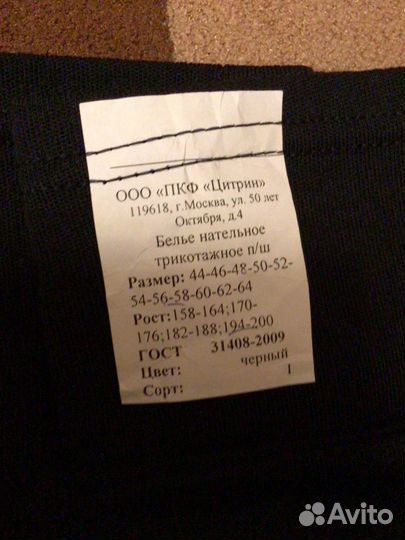 ООО «ПКФ «Цитрин»
119618, г.Москва, ул. 50 лет
Октября, д.4
Белье нательное
трикотажное п/ш
Размер: 44-46-48-50-52-
54-56-58-60-62-64
Рост:158-164;170-
176;182-188;194-200
ГОСТ 31408-2009
Цвет: черный
Сорт: 1
Avito